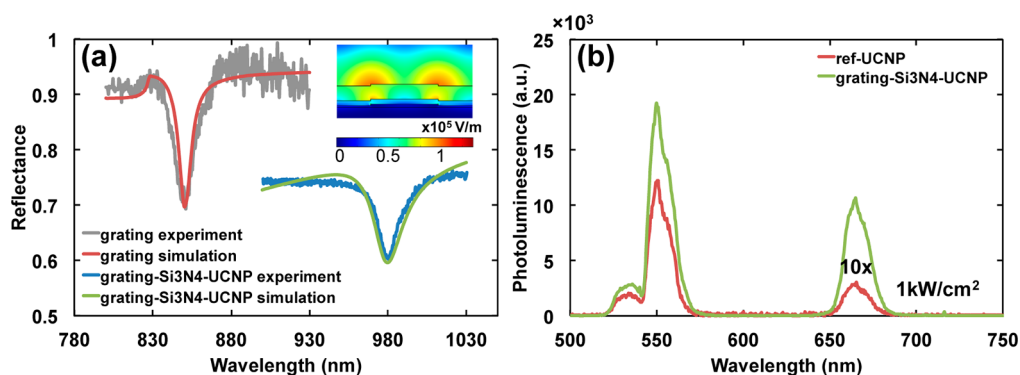 (a)
1
0.9
0.8
0.7
0.6
0.5
Reflectance
780
830
880
930
980
1030
Wavelength (nm)
x10⁵ V/m
0 0.5 1
grating experiment
grating simulation
grating-Si3N4-UCNP experiment
grating-Si3N4-UCNP simulation
(b)
×10³
25
20
15
10
5
0
Photoluminescence (a.u.)
500
550
600
650
700
750
Wavelength (nm)
ref-UCNP
grating-Si3N4-UCNP
10x
1kW/cm²